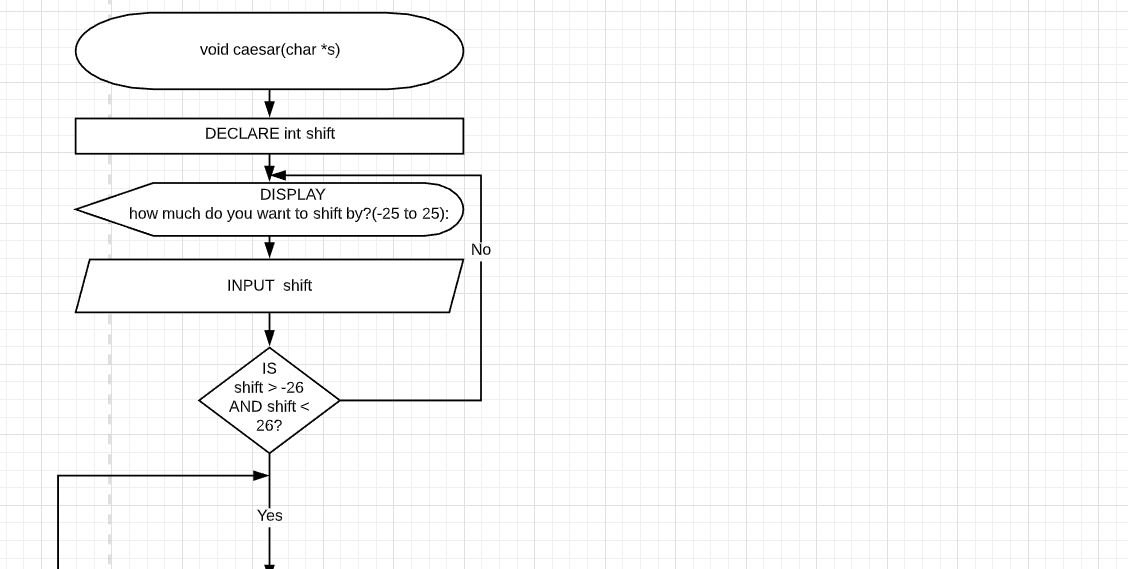 void caesar(char *s)
DECLARE int shift
DISPLAY
how much do you want to shift by?(-25 to 25):
No
INPUT  shift
IS
shift > -26
AND shift <
26?
Yes